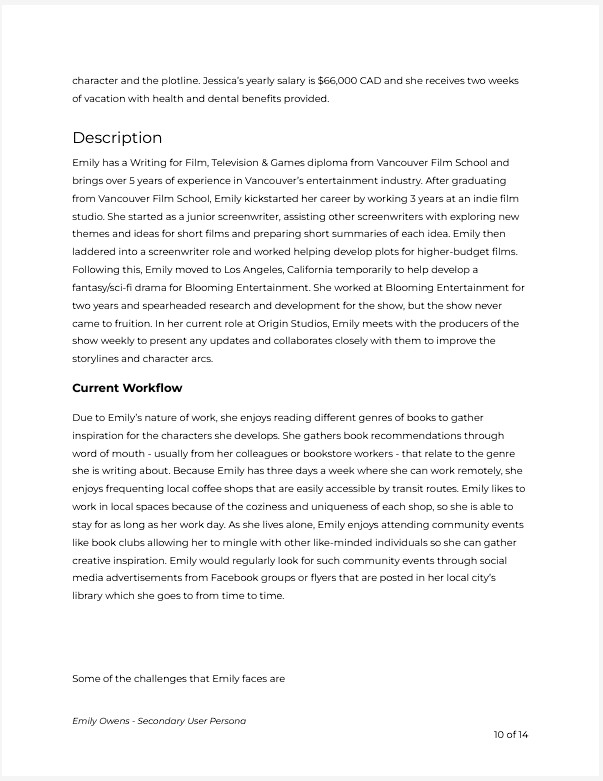 character and the plotline. Jessica's yearly salary is $66,000 CAD and she receives two weeks
of vacation with health and dental benefits provided.
Description
Emily has a Writing for Film, Television & Games diploma from Vancouver Film School and
brings over 5 years of experience in Vancouver's entertainment industry. After graduating
from Vancouver Film School, Emily kickstarted her career by working 3 years at an indie film
studio. She started as a junior screenwriter, assisting other screenwriters with exploring new
themes and ideas for short films and preparing short summaries of each idea. Emily then
laddered into a screenwriter role and worked helping develop plots for higher-budget films.
Following this, Emily moved to Los Angeles, California temporarily to help develop a
fantasy/sci-fi drama for Blooming Entertainment. She worked at Blooming Entertainment for
two years and spearheaded research and development for the show, but the show never
came to fruition. In her current role at Origin Studios, Emily meets with the producers of the
show weekly to present any updates and collaborates closely with them to improve the
storylines and character arcs.
Current Workflow
Due to Emily's nature of work, she enjoys reading different genres of books to gather
inspiration for the characters she develops. She gathers book recommendations through
word of mouth - usually from her colleagues or bookstore workers - that relate to the genre
she is writing about. Because Emily has three days a week where she can work remotely, she
enjoys frequenting local coffee shops that are easily accessible by transit routes. Emily likes to
work in local spaces because of the coziness and uniqueness of each shop, so she is able to
stay for as long as her work day. As she lives alone, Emily enjoys attending community events
like book clubs allowing her to mingle with other like-minded individuals so she can gather
creative inspiration. Emily would regularly look for such community events through social
media advertisements from Facebook groups or flyers that are posted in her local city's
library which she goes to from time to time.
Some of the challenges that Emily faces are
Emily Owens - Secondary User Persona
10 of 14